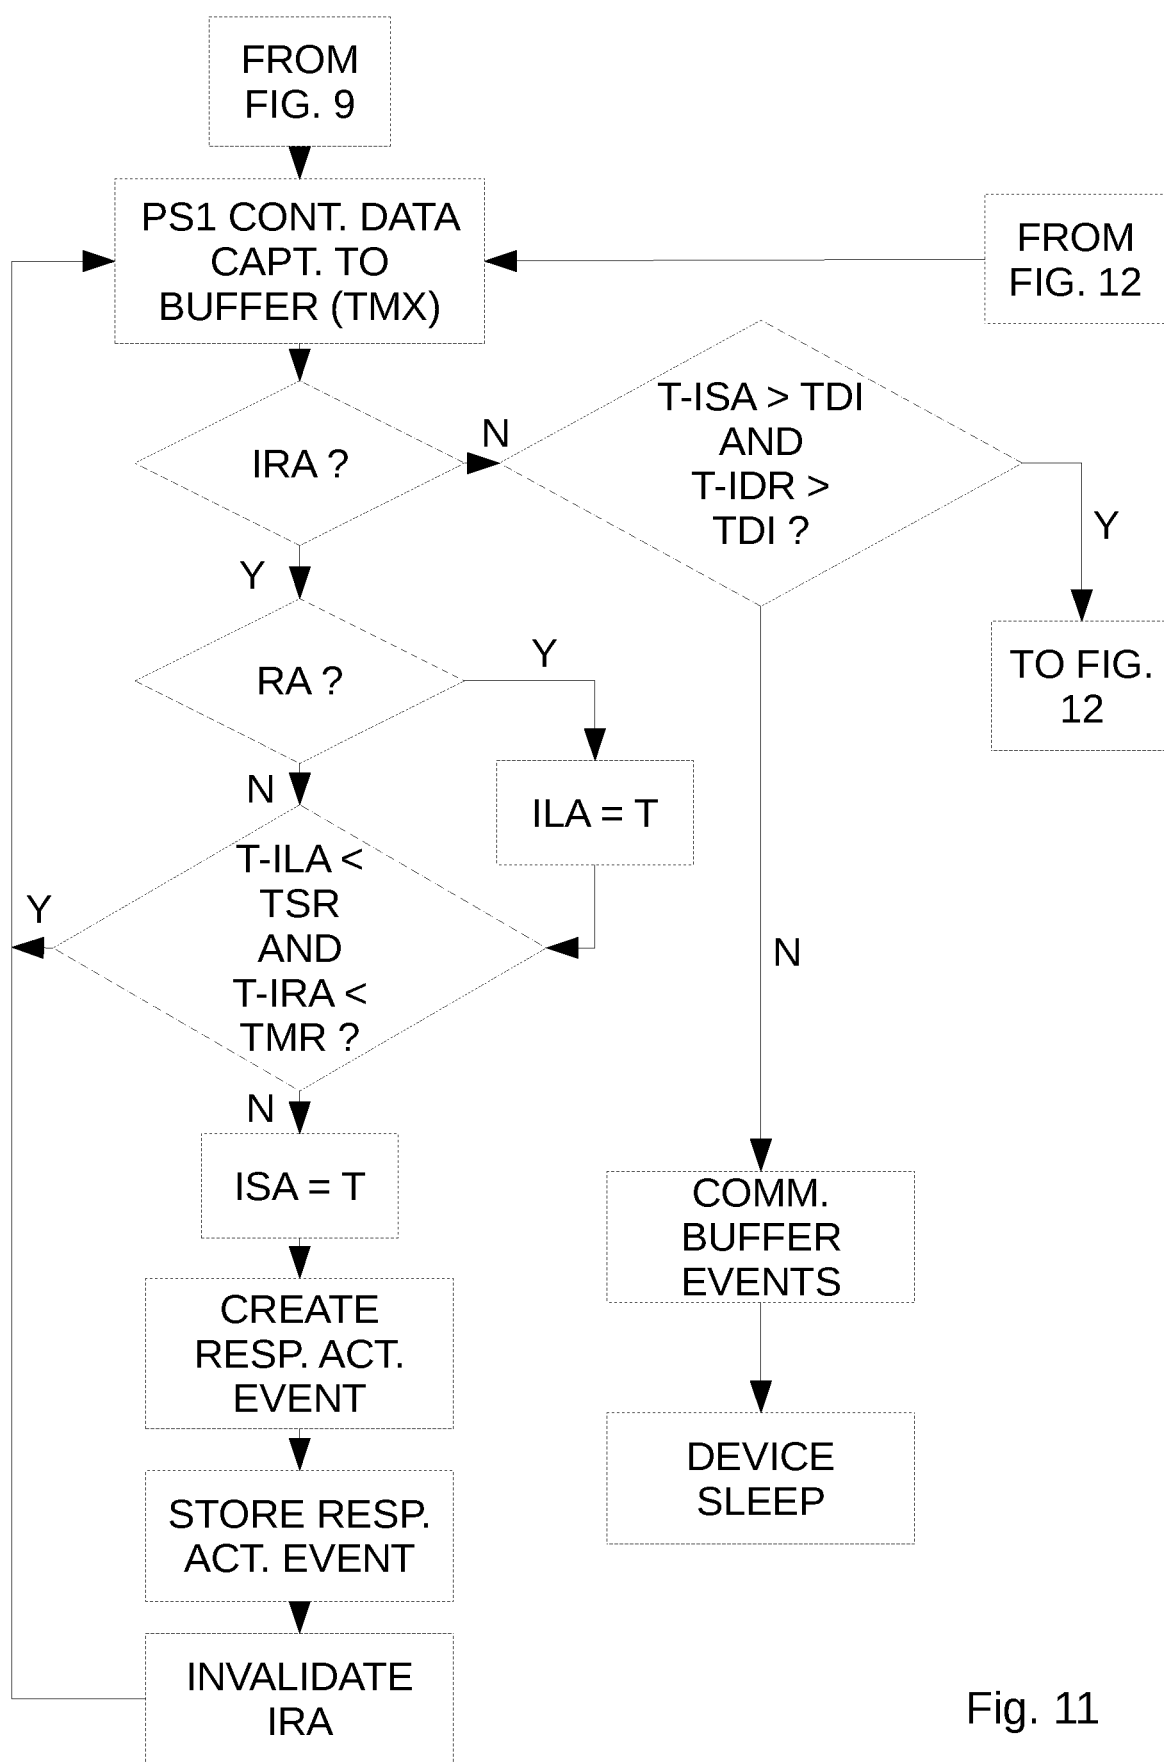 FROM
FIG. 9
PS1 CONT. DATA
CAPT. TO
BUFFER (TMX)
FROM
FIG. 12
IRA ?
N
T-ISA > TDI
AND
T-IDR >
TDI ?
Y
Y
RA ?
Y
TO FIG.
12
N
ILA = T
T-ILA <
TSR
AND
T-IRA <
TMR ?
Y
N
N
ISA = T
COMM.
BUFFER
EVENTS
CREATE
RESP. ACT.
EVENT
DEVICE
SLEEP
STORE RESP.
ACT. EVENT
INVALIDATE
IRA
Fig. 11